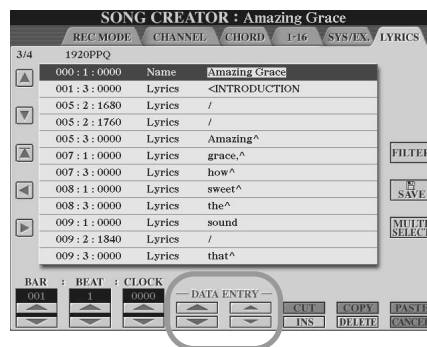 SONG CREATOR : Amazing Grace
REC MODE CHANNEL CHORD 1-16 SYS/EX. LYRICS
3/4 1920PPQ
000 : 1 : 0000 Name Amazing Grace
001 : 3 : 0000 Lyrics <INTRODUCTION
005 : 2 : 1680 Lyrics /
005 : 2 : 1760 Lyrics /
005 : 3 : 0000 Lyrics Amazing^
007 : 1 : 0000 Lyrics grace,^
007 : 3 : 0000 Lyrics how^
008 : 1 : 0000 Lyrics sweet^
008 : 3 : 0000 Lyrics the^
009 : 1 : 0000 Lyrics sound
009 : 2 : 1840 Lyrics /
009 : 3 : 0000 Lyrics that^
FILTER
SAVE
MULTI
SELECT
BAR : BEAT : CLOCK
001 1 0000
DATA ENTRY
CUT COPY PASTE
INS DELETE CANCEL